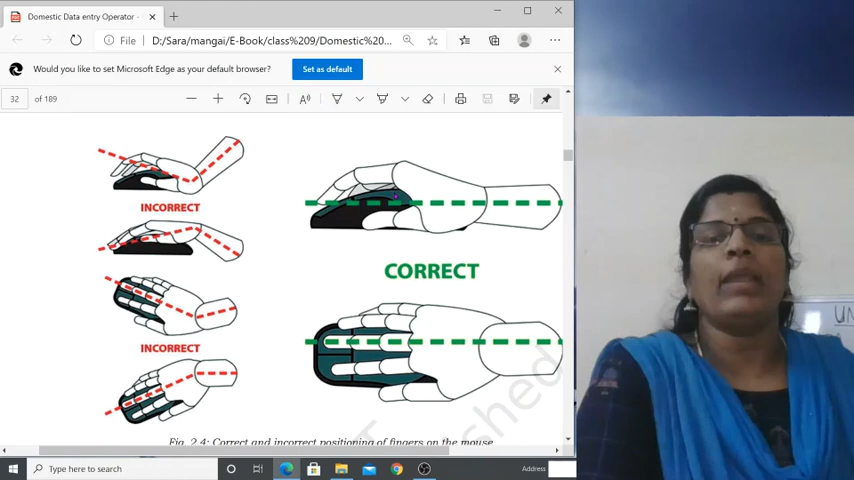 Domestic Data entry Operator -
File D:/Sara/mangai/E-Book/class%209/Domestic%20...
Would you like to set Microsoft Edge as your default browser? Set as default
32 of 189
INCORRECT
CORRECT
INCORRECT
Fig. 2.4: Correct and incorrect positioning of fingers on the mouse
Type here to search
Address